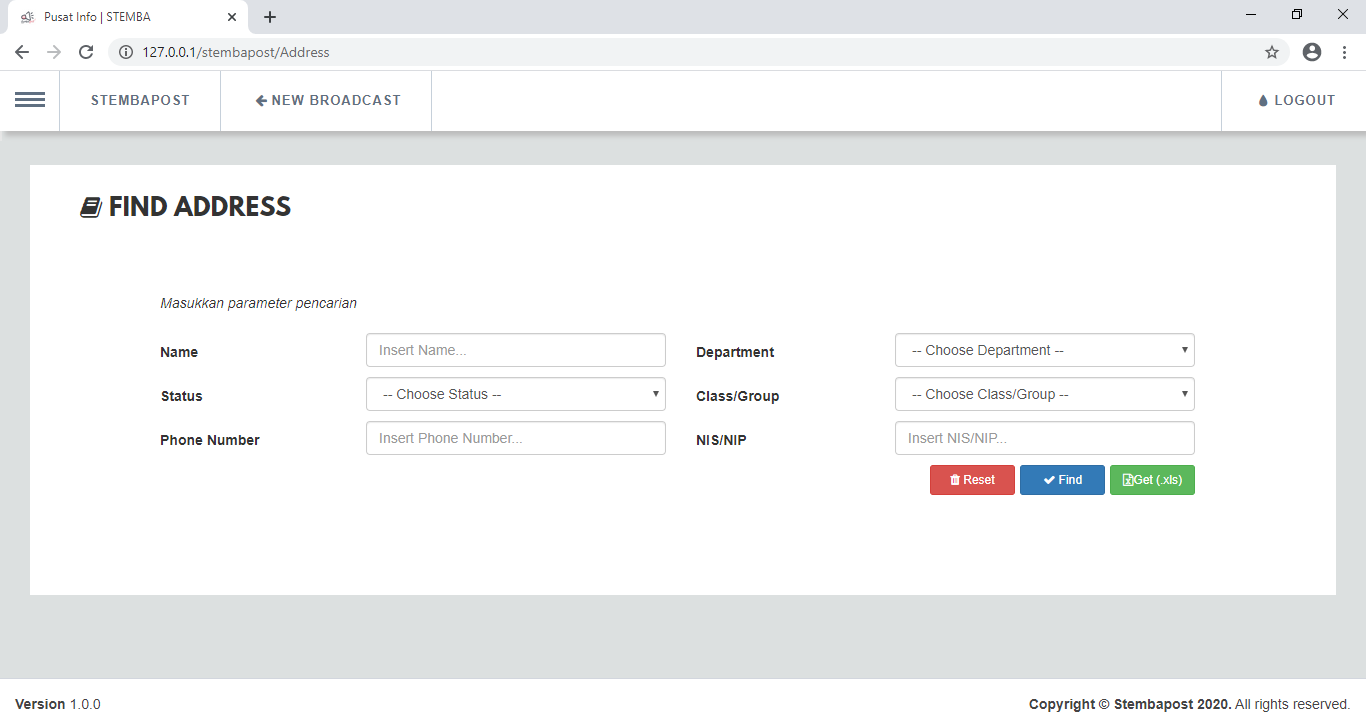 Pusat Info | STEMBA
127.0.0.1/stembapost/Address
STEMBAPOST
NEW BROADCAST
LOGOUT
FIND ADDRESS
Masukkan parameter pencarian
Name Insert Name... Department -- Choose Department --
Status -- Choose Status -- Class/Group -- Choose Class/Group --
Phone Number Insert Phone Number... NIS/NIP Insert NIS/NIP...
Reset Find Get (.xls)
Version 1.0.0 Copyright © Stembapost 2020. All rights reserved.